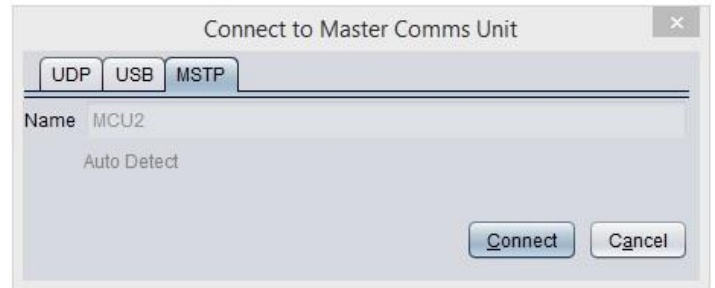 Connect to Master Comms Unit ×
UDP USB MSTP
Name MCU2
Auto Detect
Connect Cancel